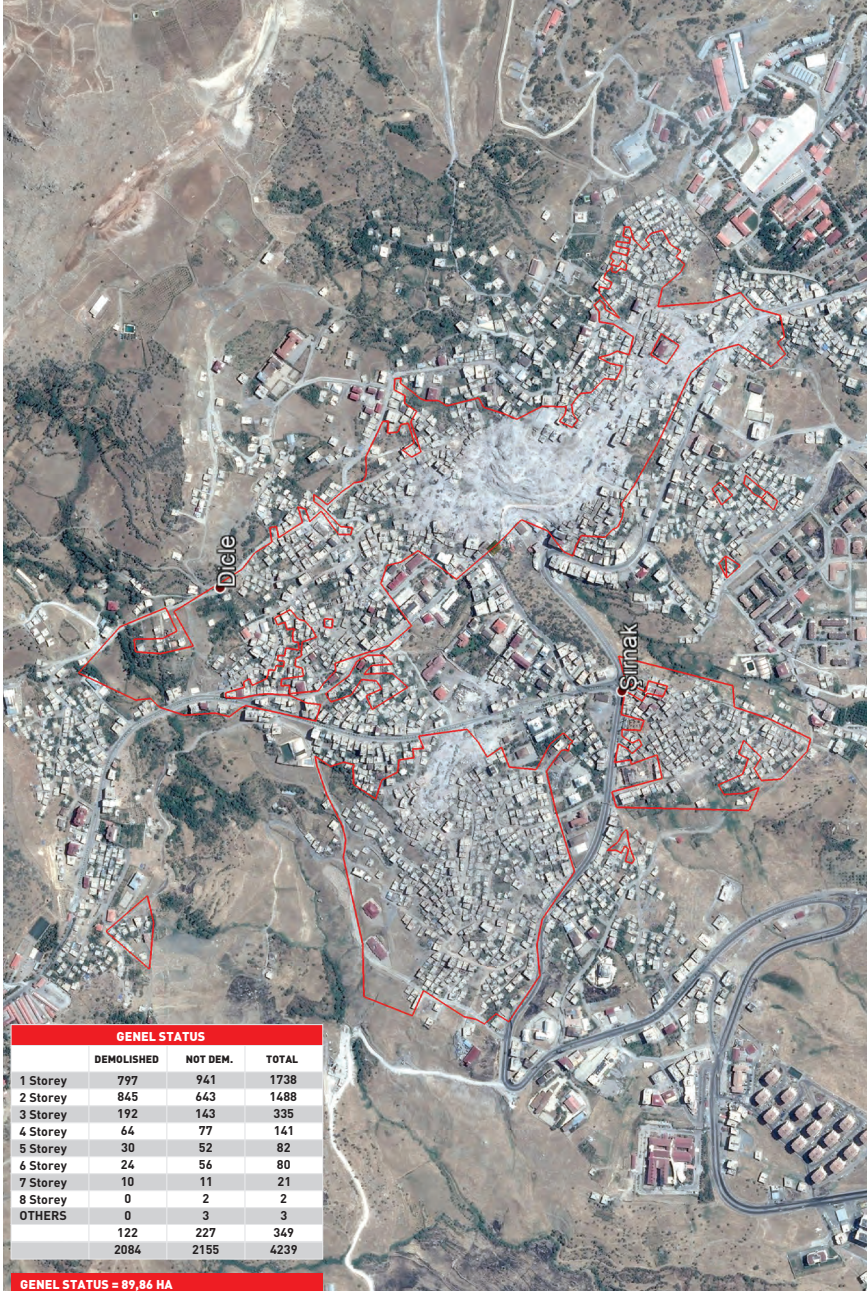 Dicle
Şırnak
GENEL STATUS
DEMOLISHED NOT DEM. TOTAL
1 Storey 797 941 1738
2 Storey 845 643 1488
3 Storey 192 143 335
4 Storey 64 77 141
5 Storey 30 52 82
6 Storey 24 56 80
7 Storey 10 11 21
8 Storey 0 2 2
OTHERS 0 3 3
122 227 349
2084 2155 4239
GENEL STATUS = 89,86 HA